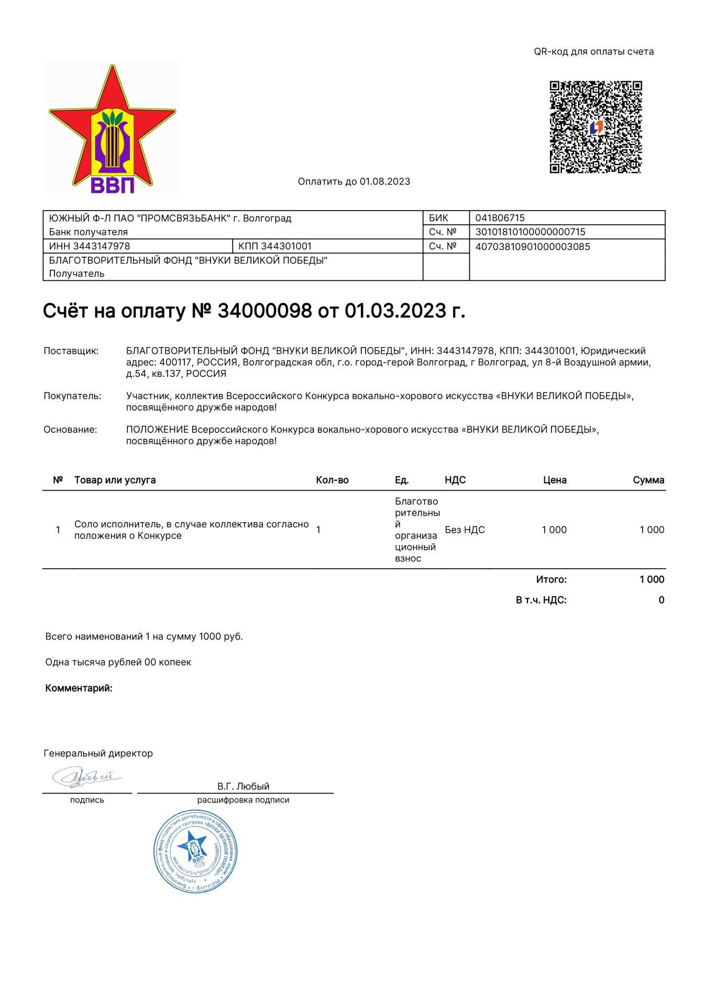 QR-код для оплаты счета
ВВП
Оплатить до 01.08.2023
ЮЖНЫЙ Ф-Л ПАО "ПРОМСВЯЗЬБАНК" г. Волгоград
БИК
041806715
Банк получателя
Сч. №
30101810100000000715
ИНН 3443147978
КПП 344301001
Сч. №
40703810901000003085
БЛАГОТВОРИТЕЛЬНЫЙ ФОНД "ВНУКИ ВЕЛИКОЙ ПОБЕДЫ"
Получатель
Счёт на оплату № 34000098 от 01.03.2023 г.
Поставщик:
БЛАГОТВОРИТЕЛЬНЫЙ ФОНД "ВНУКИ ВЕЛИКОЙ ПОБЕДЫ", ИНН: 3443147978, КПП: 344301001, Юридический
адрес: 400117, РОССИЯ, Волгоградская обл, г.о. город-герой Волгоград, г Волгоград, ул 8-й Воздушной армии,
д.54, кв.137, РОССИЯ
Покупатель:
Участник, коллектив Всероссийского Конкурса вокально-хорового искусства «ВНУКИ ВЕЛИКОЙ ПОБЕДЫ»,
посвящённого дружбе народов!
Основание:
ПОЛОЖЕНИЕ Всероссийского Конкурса вокально-хорового искусства «ВНУКИ ВЕЛИКОЙ ПОБЕДЫ»,
посвящённого дружбе народов!
№ Товар или услуга Кол-во Ед. НДС Цена Сумма
1
Соло исполнитель, в случае коллектива согласно
положения о Конкурсе
1
Благотво
рительны
й
организа
ционный
взнос
Без НДС
1 000
1 000
Итого: 1 000
В т.ч. НДС: 0
Всего наименований 1 на сумму 1000 руб.
Одна тысяча рублей 00 копеек
Комментарий:
Генеральный директор
В.Г. Любый
подпись
расшифровка подписи
Благотворительный фонд содействия деятельности в сфере образования, науки,
культуры, экологии и социальных программ «ВНУКИ ВЕЛИКОЙ ПОБЕДЫ»
г. Волгоград
ИНН 3443147978 * ОГРН 1223400000251
ВВП